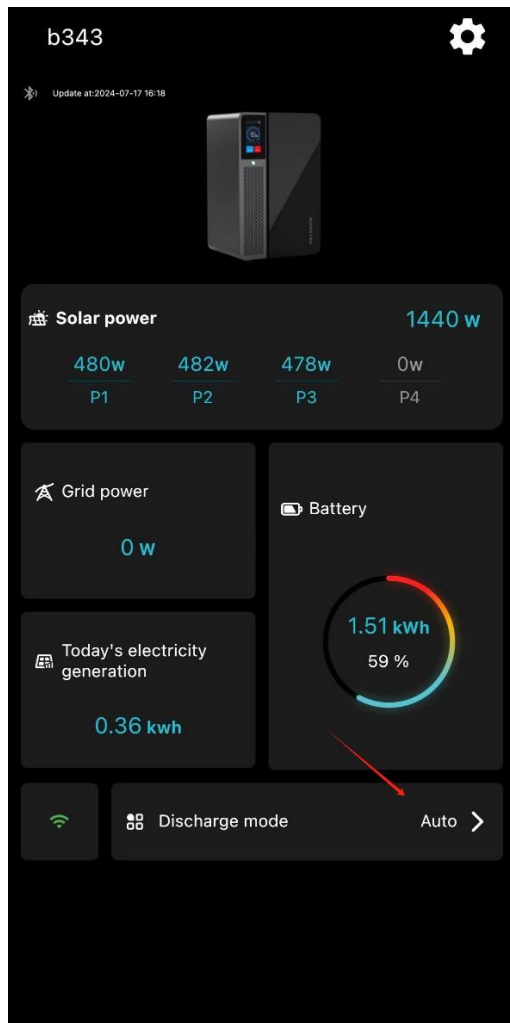 b343
Update at:2024-07-17 16:18
Solar power
1440 w
480w 482w 478w 0w
P1 P2 P3 P4
Grid power
0 w
Battery
1.51 kWh
59 %
Today's electricity
generation
0.36 kwh
Discharge mode
Auto